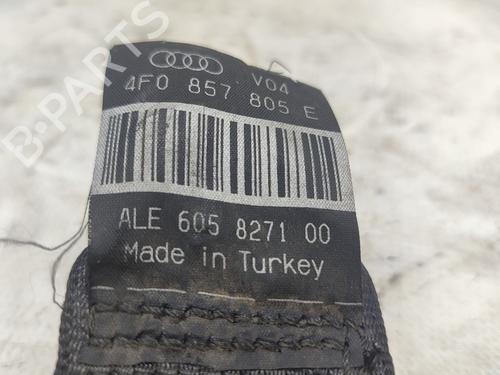 V04
4F0 857 805 E
ALE 605 8271 00
Made in Turkey
B-PARTS